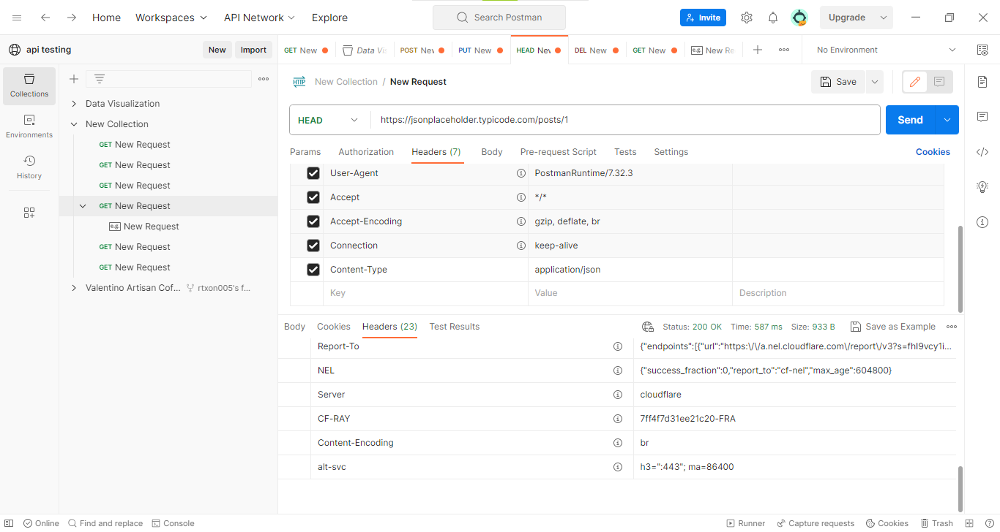 Home Workspaces API Network Explore Search Postman Invite Upgrade
api testing New Import GET New Data Vis POST New PUT New HEAD New DEL New GET New e.g. New Re No Environment
Collections
Environments
History
Data Visualization
New Collection
GET New Request
GET New Request
GET New Request
GET New Request
e.g. New Request
GET New Request
GET New Request
Valentino Artisan Cof... rtxon005's f...
HTTP New Collection / New Request Save
HEAD https://jsonplaceholder.typicode.com/posts/1 Send
Params Authorization Headers (7) Body Pre-request Script Tests Settings Cookies
User-Agent PostmanRuntime/7.32.3
Accept */*
Accept-Encoding gzip, deflate, br
Connection keep-alive
Content-Type application/json
Key Value Description
Body Cookies Headers (23) Test Results Status: 200 OK Time: 587 ms Size: 933 B Save as Example
Report-To {"endpoints":[{"url":"https:\/\/a.nel.cloudflare.com\/report\/v3?s=fhI9vcy1i...
NEL {"success_fraction":0,"report_to":"cf-nel","max_age":604800}
Server cloudflare
CF-RAY 7ff4f7d31ee21c20-FRA
Content-Encoding br
alt-svc h3=":443"; ma=86400
Online Find and replace Console Runner Capture requests Cookies Trash